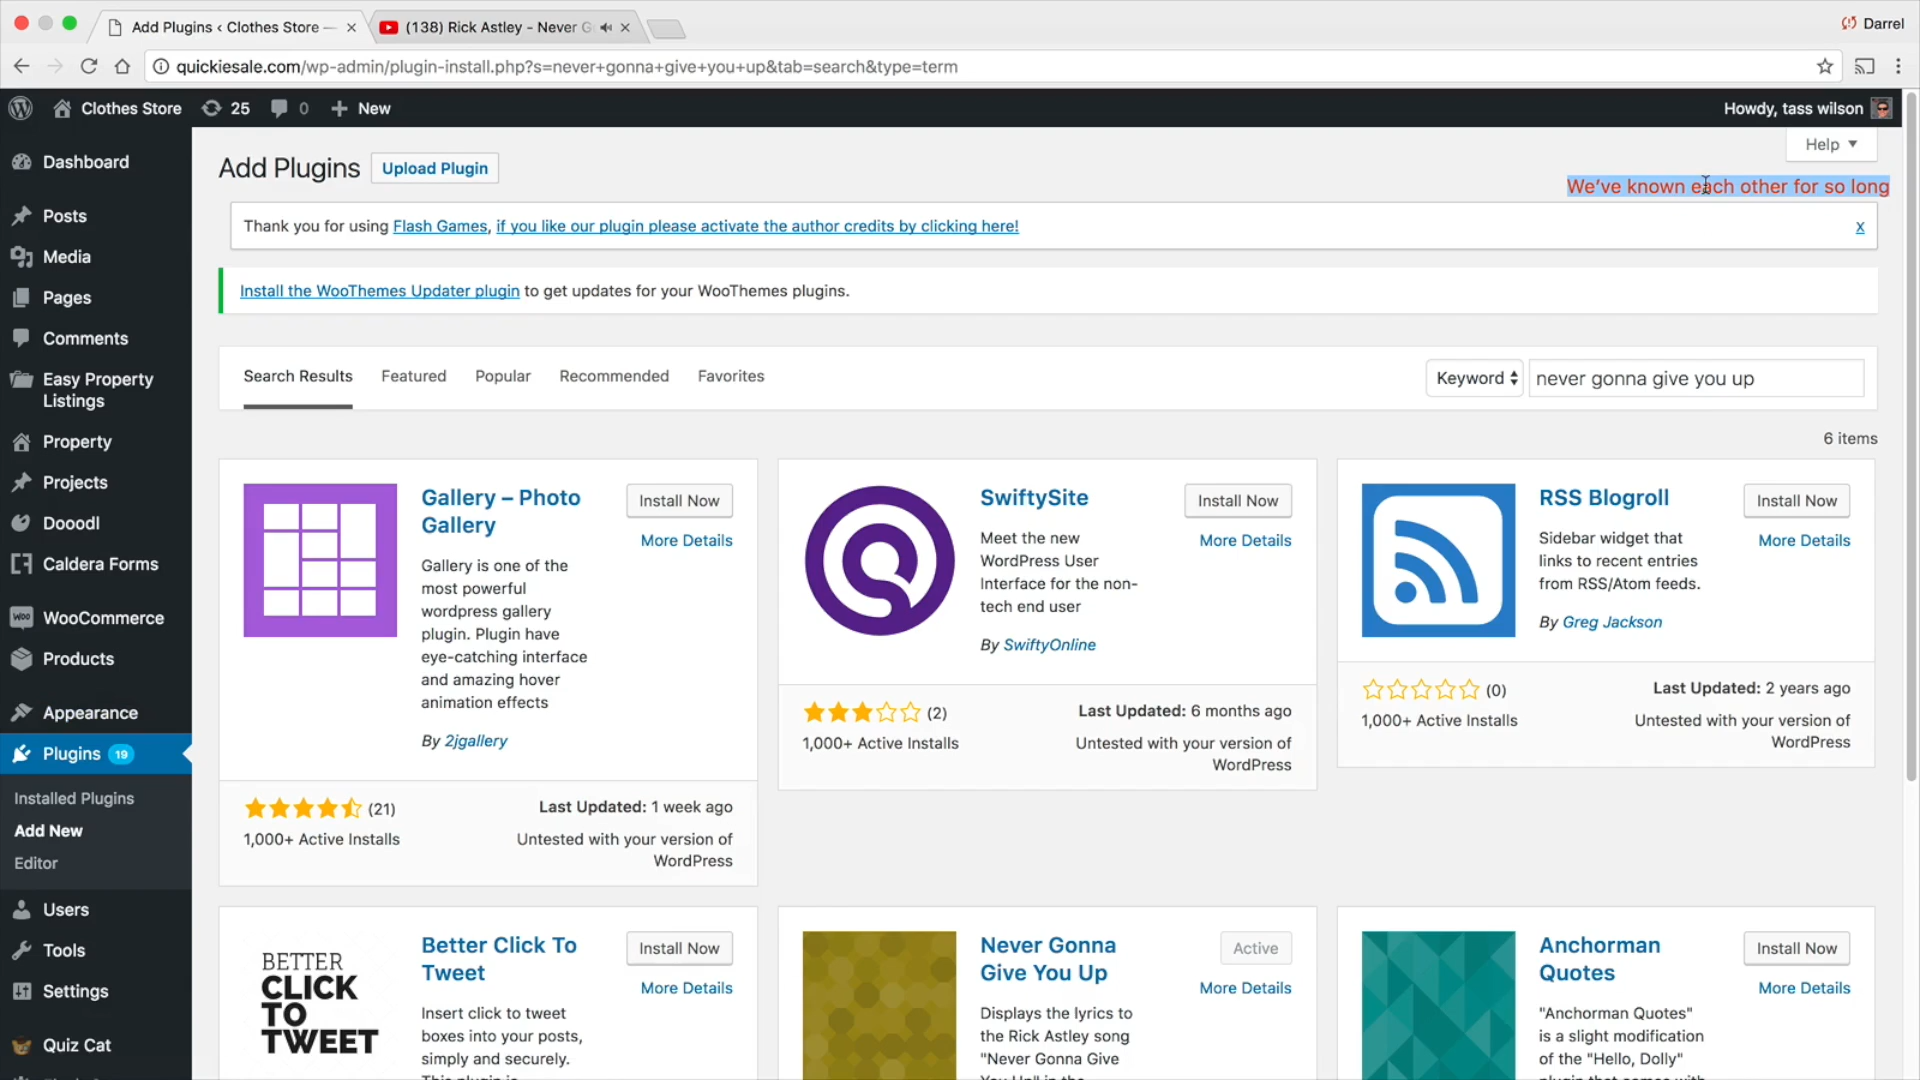 Add Plugins ‹ Clothes Store —
(138) Rick Astley - Never G
Darrel
quickiesale.com/wp-admin/plugin-install.php?s=never+gonna+give+you+up&tab=search&type=term
Clothes Store
25
0
New
Howdy, tass wilson
Help
Dashboard
Posts
Media
Pages
Comments
Easy Property
Listings
Property
Projects
Dooodl
Caldera Forms
WooCommerce
Products
Appearance
Plugins 19
Installed Plugins
Add New
Editor
Users
Tools
Settings
Quiz Cat
Add Plugins
Upload Plugin
We've known each other for so long
Thank you for using Flash Games, if you like our plugin please activate the author credits by clicking here!
x
Install the WooThemes Updater plugin to get updates for your WooThemes plugins.
Search Results
Featured
Popular
Recommended
Favorites
Keyword
never gonna give you up
6 items
Gallery – Photo
Gallery
Install Now
More Details
Gallery is one of the
most powerful
wordpress gallery
plugin. Plugin have
eye-catching interface
and amazing hover
animation effects
By 2jgallery
(21)
1,000+ Active Installs
Last Updated: 1 week ago
Untested with your version of
WordPress
SwiftySite
Install Now
More Details
Meet the new
WordPress User
Interface for the non-
tech end user
By SwiftyOnline
(2)
1,000+ Active Installs
Last Updated: 6 months ago
Untested with your version of
WordPress
RSS Blogroll
Install Now
More Details
Sidebar widget that
links to recent entries
from RSS/Atom feeds.
By Greg Jackson
(0)
1,000+ Active Installs
Last Updated: 2 years ago
Untested with your version of
WordPress
BETTER
CLICK
TO
TWEET
Better Click To
Tweet
Install Now
More Details
Insert click to tweet
boxes into your posts,
simply and securely.
Never Gonna
Give You Up
Active
More Details
Displays the lyrics to
the Rick Astley song
"Never Gonna Give
Anchorman
Quotes
Install Now
More Details
"Anchorman Quotes"
is a slight modification
of the "Hello, Dolly"